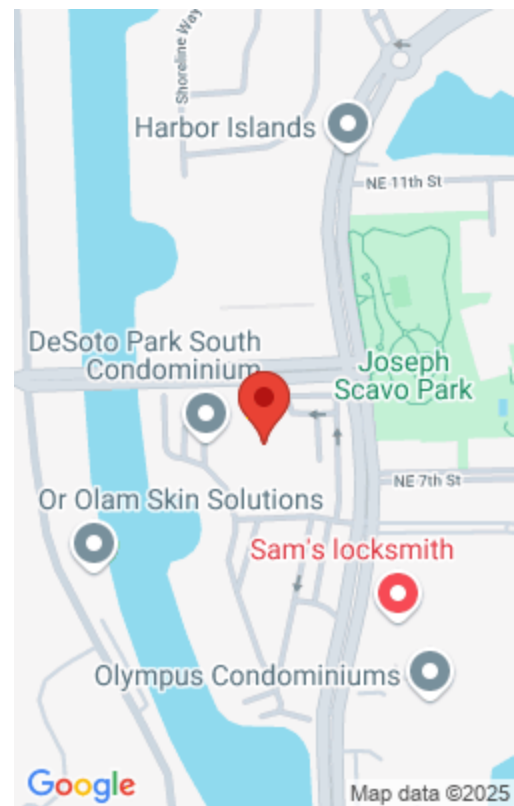 Shoreline Way
Harbor Islands
NE 11th St
DeSoto Park South
Condominium
Joseph
Scavo Park
NE 7th St
Or Olam Skin Solutions
Sam's locksmith
Olympus Condominiums
Google
Map data ©2025